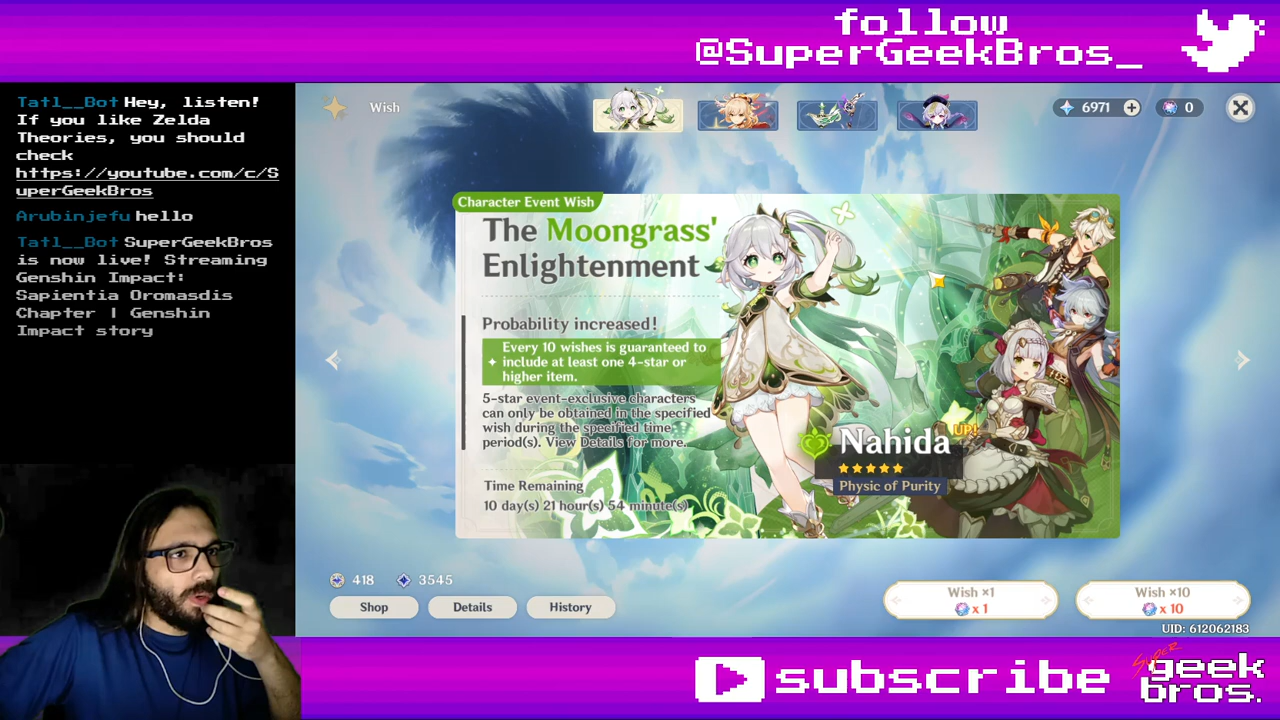 follow
@SuperGeekBros_
Tatl__Bot Hey, listen!
If you like Zelda
Theories, you should
check
https://youtube.com/c/S
uperGeekBros
Arubinjefu hello
Tatl__Bot SuperGeekBros
is now live! Streaming
Genshin Impact:
Sapientia Oromasdis
Chapter | Genshin
Impact story
Wish
6971
0
Character Event Wish
The Moongrass'
Enlightenment
Probability increased!
Every 10 wishes is guaranteed to
include at least one 4-star or
higher item.
5-star event-exclusive characters
can only be obtained in the specified
wish during the specified time
period(s). View Details for more.
Time Remaining
10 day(s) 21 hour(s) 54 minute(s)
UP!
Nahida
Physic of Purity
418
3545
Shop
Details
History
Wish ×1
x 1
Wish ×10
x 10
UID: 612062183
subscribe
super
geek
bros.